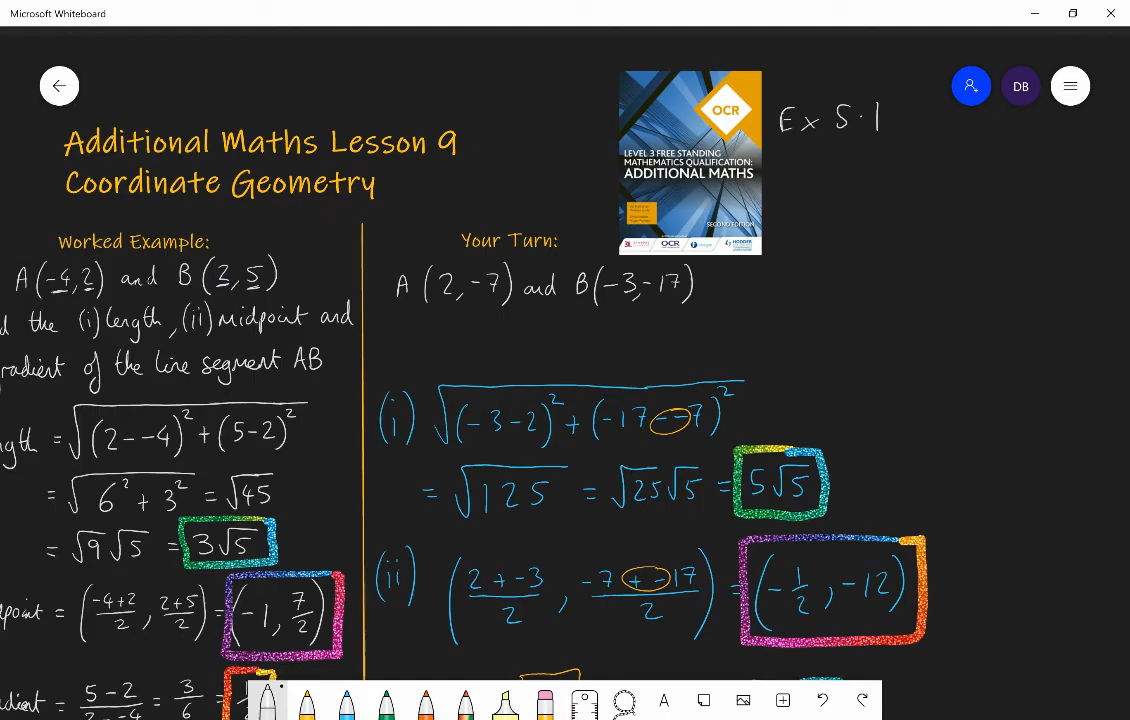 Microsoft Whiteboard
DB
OCR
LEVEL 3 FREE STANDING
MATHEMATICS QUALIFICATION:
ADDITIONAL MATHS
SECOND EDITION
Ex 5.1
Additional Maths Lesson 9
Coordinate Geometry
Worked Example:
A(-4,2) and B(2,5)
the (i) length, (ii) midpoint and
gradient of the line segment AB
= √((2--4)² + (5-2)²)
= √(6² + 3²) = √45
= √9 √5 = 3√5
= ((-4+2)/2, (2+5)/2) = (-1, 7/2)
= (5-2)/(2--4) = 3/6 =
Your Turn:
A (2,-7) and B(-3,-17)
(i) √((-3-2)² + (-17--7)²)
= √125 = √25 √5 = 5√5
(ii) ((2+-3)/2, (-7+-17)/2) = (-1/2, -12)
A